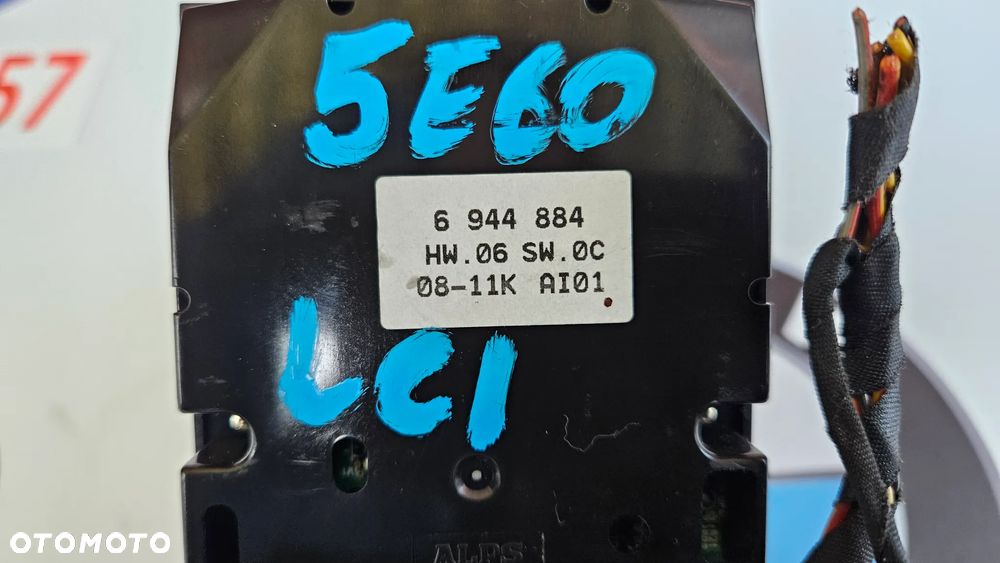 57
5E60
6 944 884
HW.06 SW.0C
08-11K AI01
LCI
ALPS
OTOMOTO